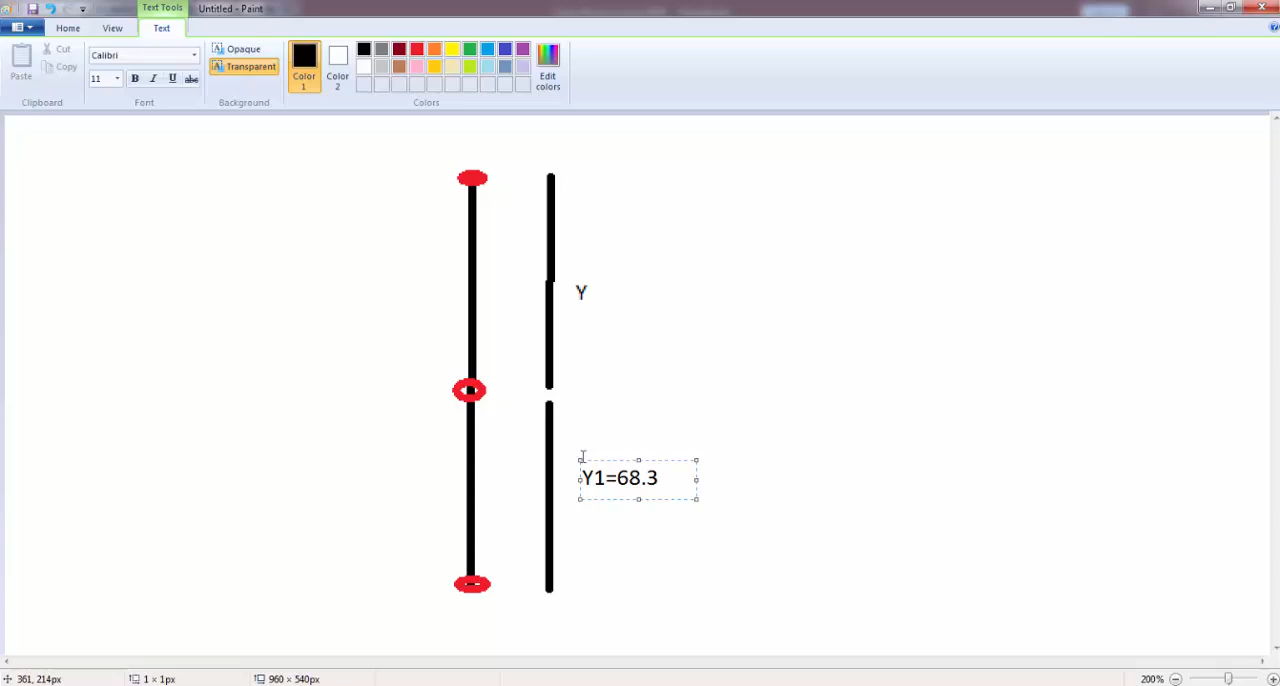 Text Tools
Untitled - Paint
Home
View
Text
Paste
Cut
Copy
Clipboard
Calibri
11
B I U abc
Font
Opaque
Transparent
Background
Color 1
Color 2
Edit colors
Colors
Y
Y1=68.3
361, 214px
1 × 1px
960 × 540px
200%